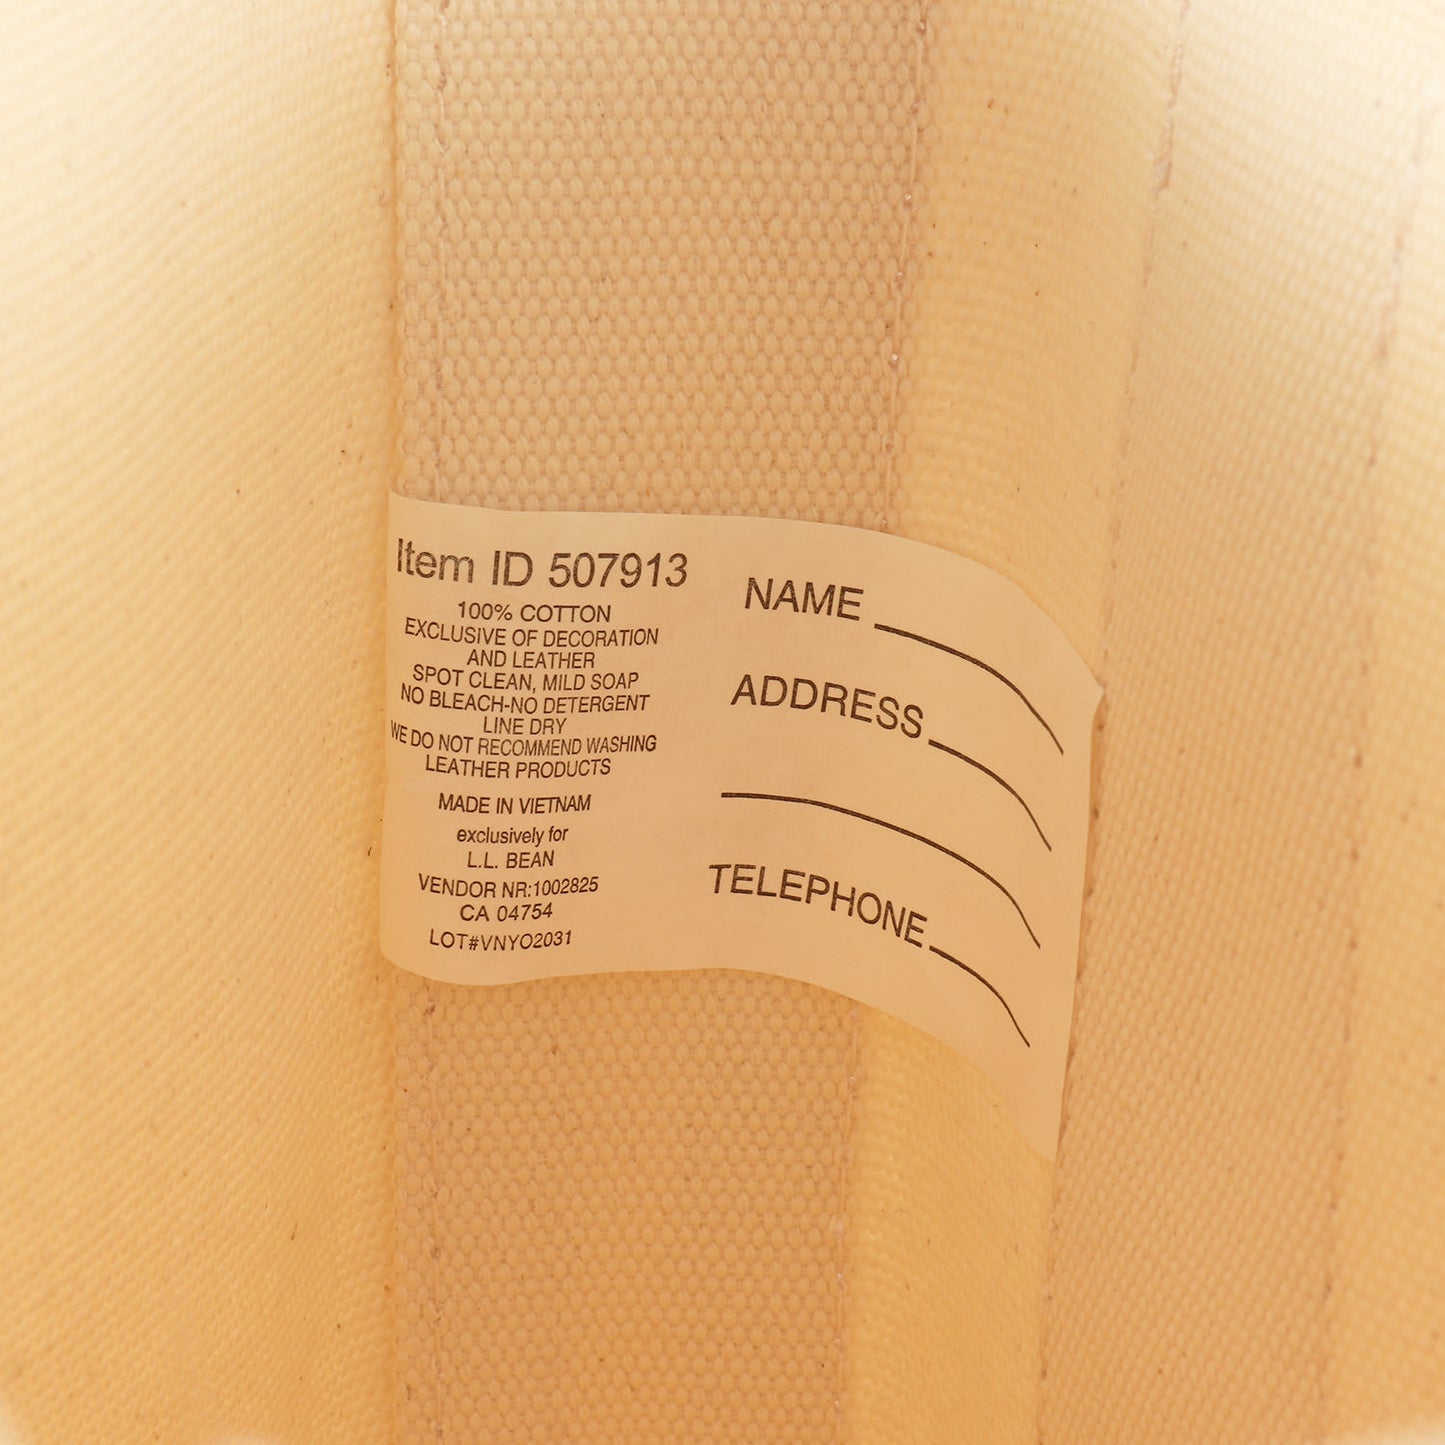 Item ID 507913
100% COTTON
EXCLUSIVE OF DECORATION
AND LEATHER
SPOT CLEAN, MILD SOAP
NO BLEACH-NO DETERGENT
LINE DRY
WE DO NOT RECOMMEND WASHING
LEATHER PRODUCTS
MADE IN VIETNAM
exclusively for
L.L. BEAN
VENDOR NR:1002825
CA 04754
LOT#VNYO2031
NAME
ADDRESS
TELEPHONE